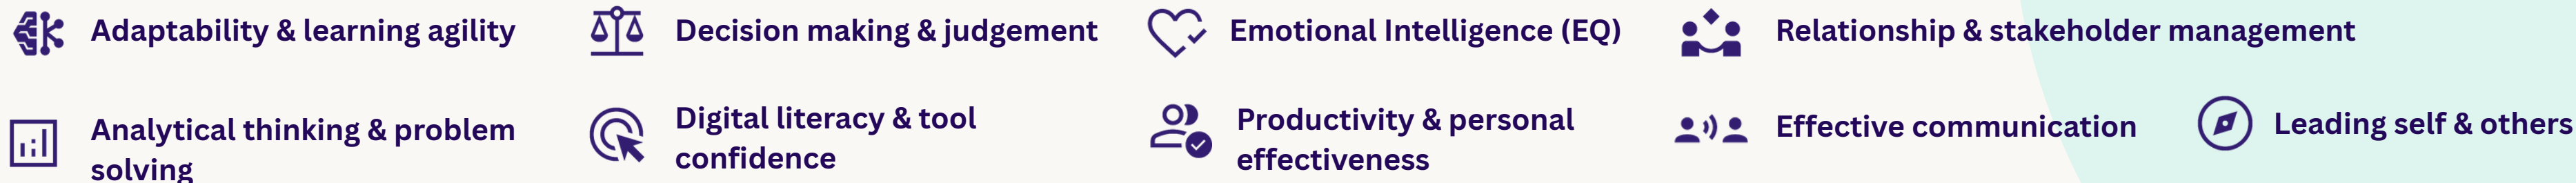 Adaptability & learning agility
Decision making & judgement
Emotional Intelligence (EQ)
Relationship & stakeholder management
Analytical thinking & problem
solving
Digital literacy & tool
confidence
Productivity & personal
effectiveness
Effective communication
Leading self & others